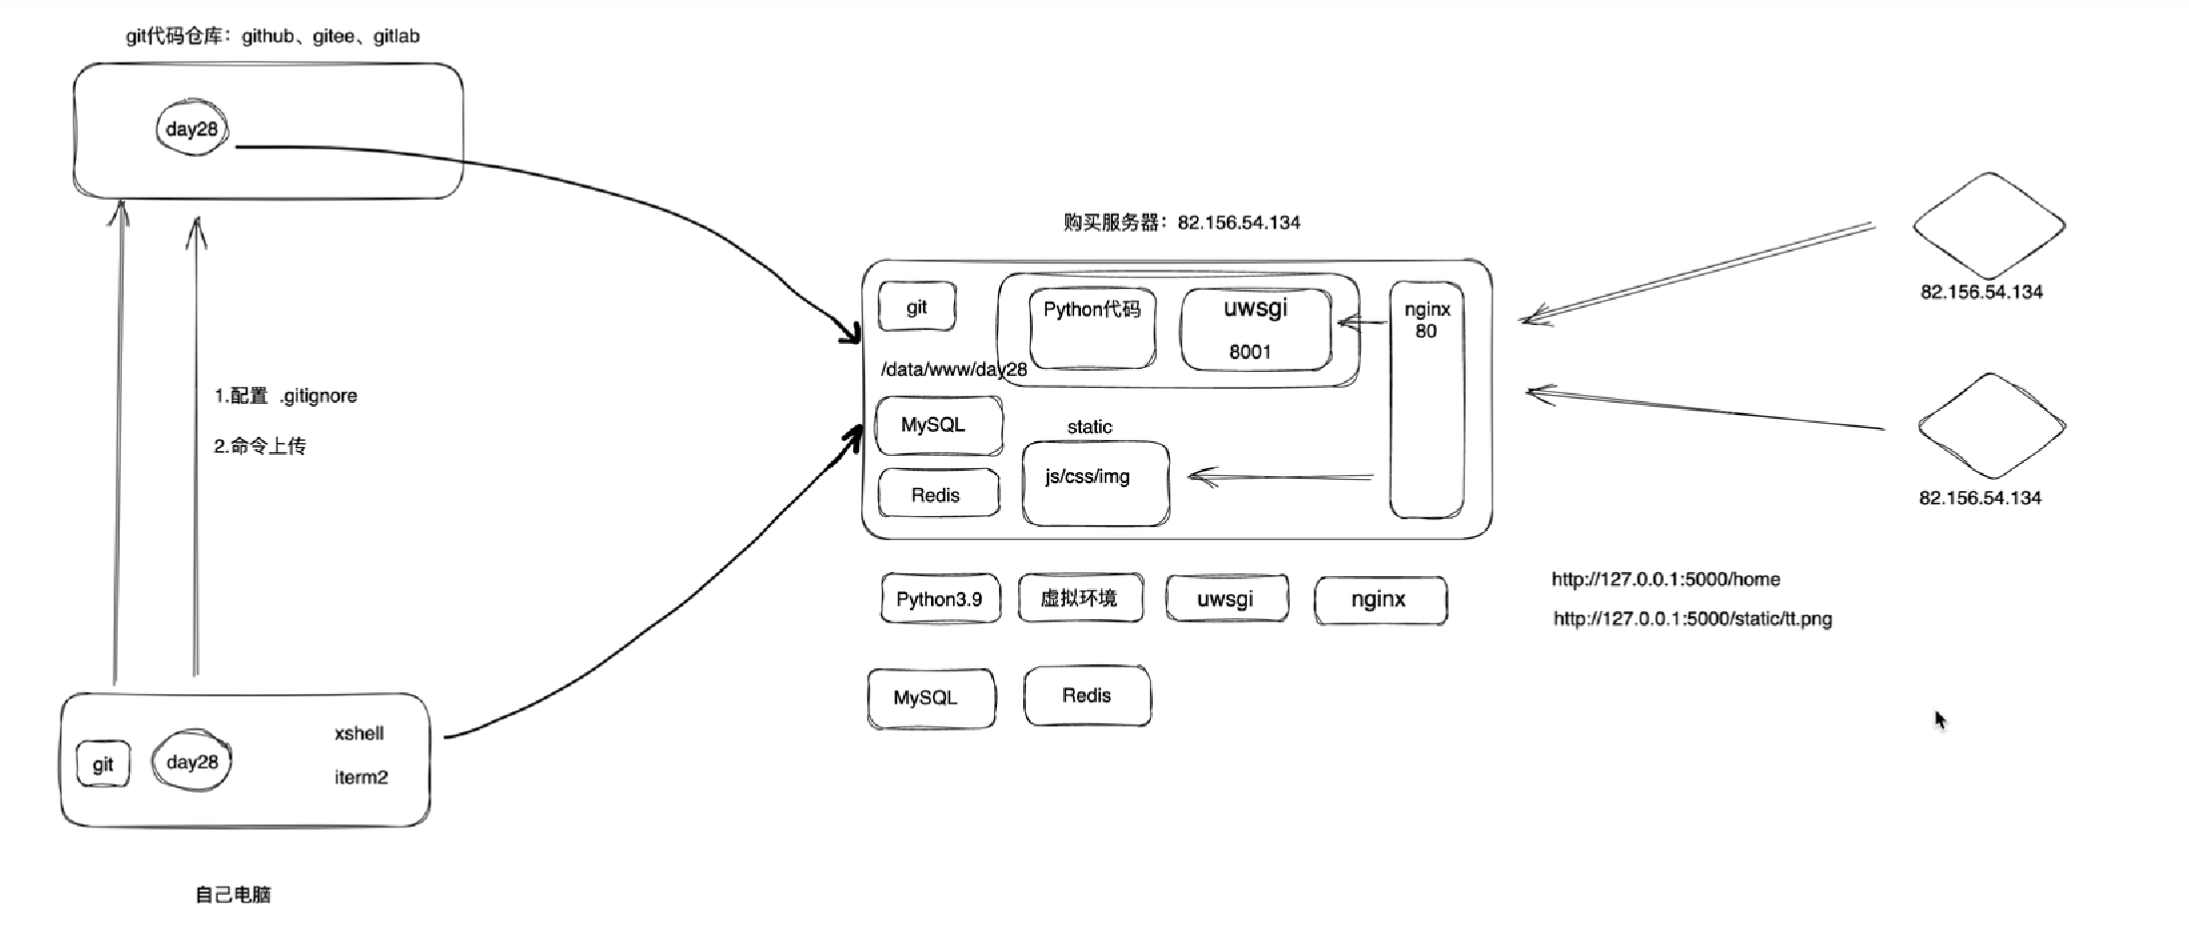 git代码仓库：github、gitee、gitlab
day28
1.配置  .gitignore
2.命令上传
git
day28
xshell
iterm2
自己电脑
购买服务器：82.156.54.134
git
Python代码
uwsgi
8001
nginx
80
/data/www/day28
MySQL
static
js/css/img
Redis
Python3.9
虚拟环境
uwsgi
nginx
MySQL
Redis
82.156.54.134
82.156.54.134
http://127.0.0.1:5000/home
http://127.0.0.1:5000/static/tt.png